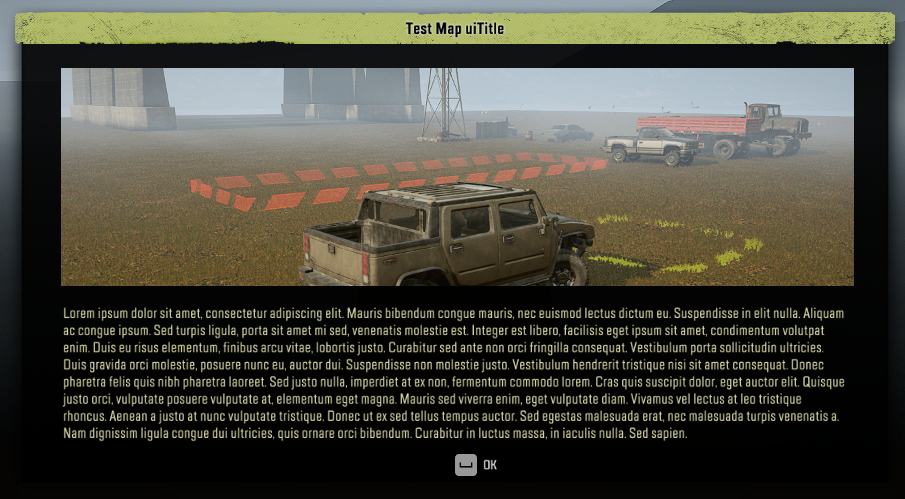 Test Map uiTitle
Lorem ipsum dolor sit amet, consectetur adipiscing elit. Mauris bibendum congue mauris, nec euismod lectus dictum eu. Suspendisse in elit nulla. Aliquam
ac congue ipsum. Sed turpis ligula, porta sit amet mi sed, venenatis molestie est. Integer est libero, facilisis eget ipsum sit amet, condimentum volutpat
enim. Duis eu risus elementum, finibus arcu vitae, lobortis justo. Curabitur sed ante non orci fringilla consequat. Vestibulum porta sollicitudin ultricies.
Duis gravida orci molestie, posuere nunc eu, auctor dui. Suspendisse non molestie justo. Vestibulum hendrerit tristique nisi sit amet consequat. Donec
pharetra felis quis nibh pharetra laoreet. Sed justo nulla, imperdiet at ex non, fermentum commodo lorem. Cras quis suscipit dolor, eget auctor elit. Quisque
justo orci, vulputate posuere vulputate at, elementum eget magna. Mauris sed viverra enim, eget vulputate diam. Vivamus vel lectus at leo tristique
rhoncus. Aenean a justo at nunc vulputate tristique. Donec ut ex sed tellus tempus auctor. Sed egestas malesuada erat, nec malesuada turpis venenatis a.
Nam dignissim ligula congue dui ultricies, quis ornare orci bibendum. Curabitur in luctus massa, in iaculis nulla. Sed sapien.
OK